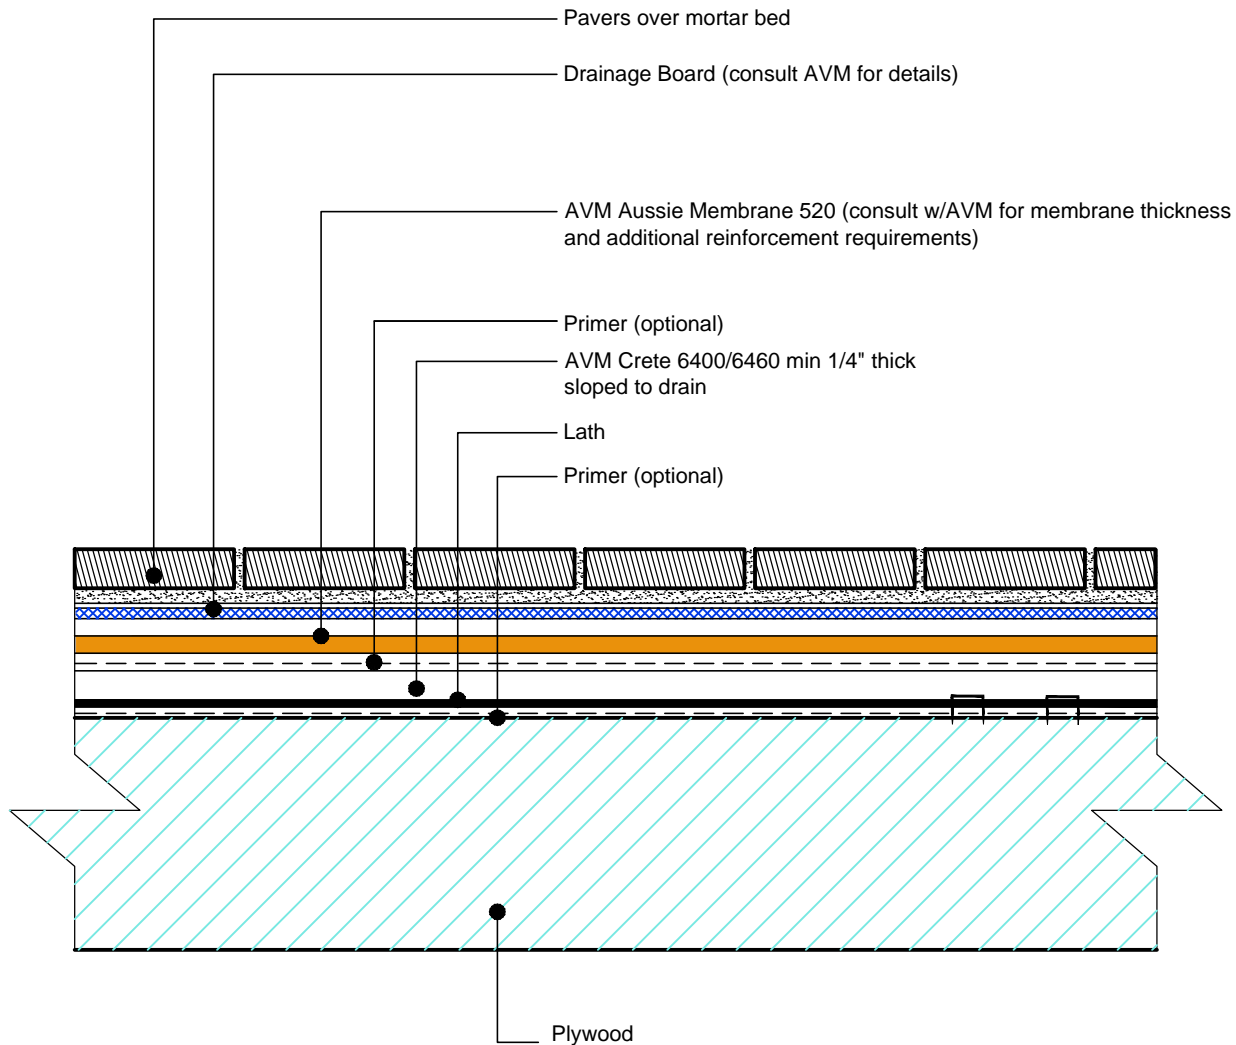 Pavers over mortar bed
Drainage Board (consult AVM for details)
AVM Aussie Membrane 520 (consult w/AVM for membrane thickness
and additional reinforcement requirements)
Primer (optional)
AVM Crete 6400/6460 min 1/4" thick
sloped to drain
Lath
Primer (optional)
Plywood